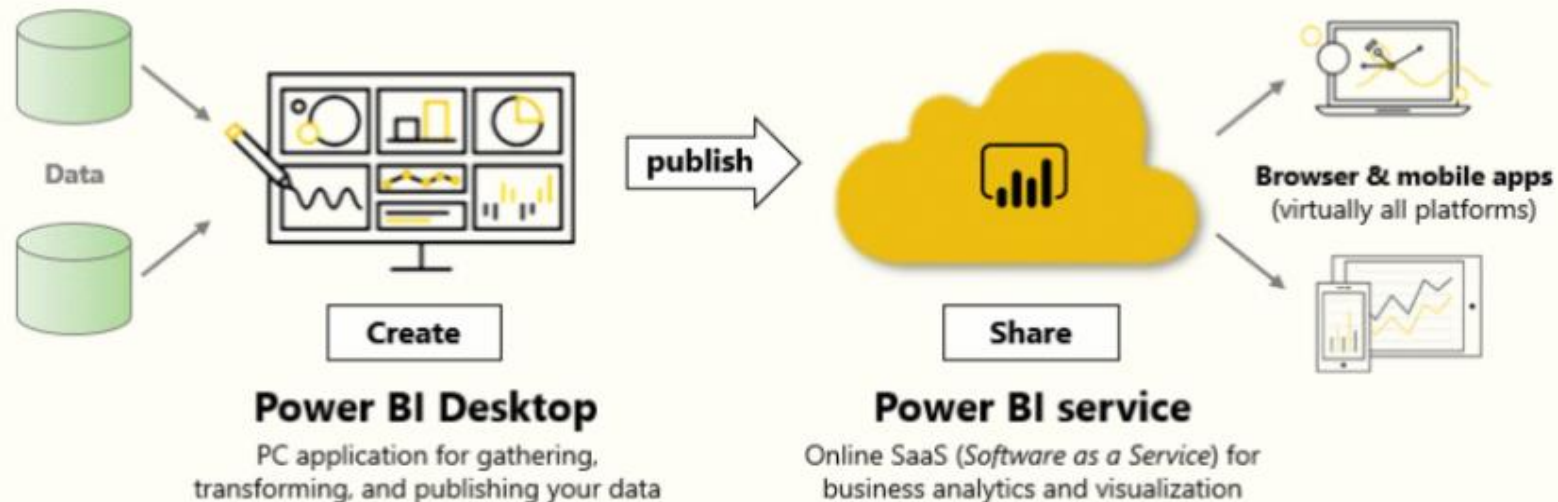 Data
publish
Browser & mobile apps
(virtually all platforms)
Create
Share
Power BI Desktop
PC application for gathering,
transforming, and publishing your data
Power BI service
Online SaaS (Software as a Service) for
business analytics and visualization